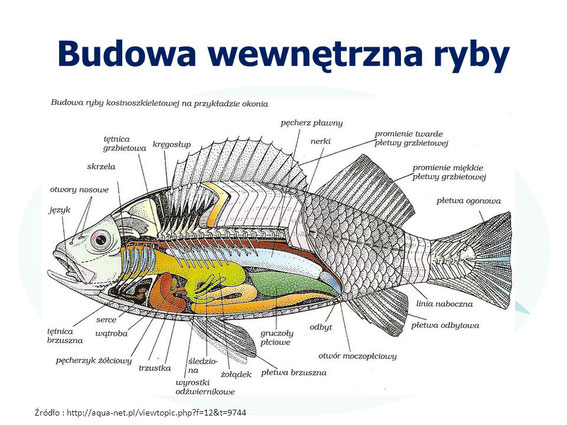 Budowa wewnętrzna ryby
Budowa ryby kostnoszkieletowej na przykładzie okonia
pęcherz pławny
promienie twarde
płetwy grzbietowej
tętnica
grzbietowa
kręgosłup
nerki
promienie miękkie
płetwy grzbietowej
skrzela
otwory nosowe
płetwa ogonowa
język
linia naboczna
serce
odbyt
płetwa odbytowa
tętnica
brzuszna
wątroba
gruczoły
płciowe
otwór moczopłciowy
pęcherzyk żółciowy
trzustka
śledzio-
na
żołądek
płetwa brzuszna
wyrostki
odźwiernikowe
Źródło : http://aqua-net.pl/viewtopic.php?f=12&t=9744